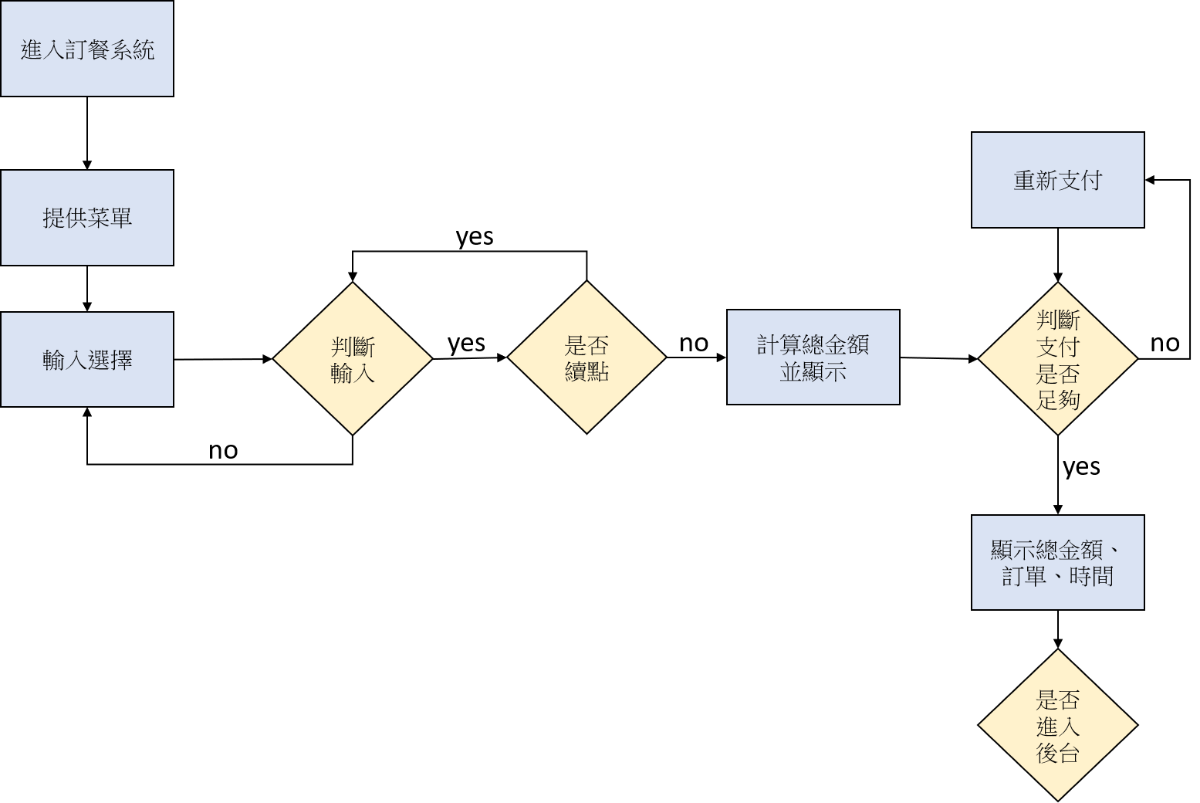 進入訂餐系統
提供菜單
輸入選擇
no
判斷
輸入
yes
yes
是否
續點
no
計算總金額
並顯示
重新支付
判斷
支付
是否
足夠
no
yes
顯示總金額、
訂單、時間
是否
進入
後台